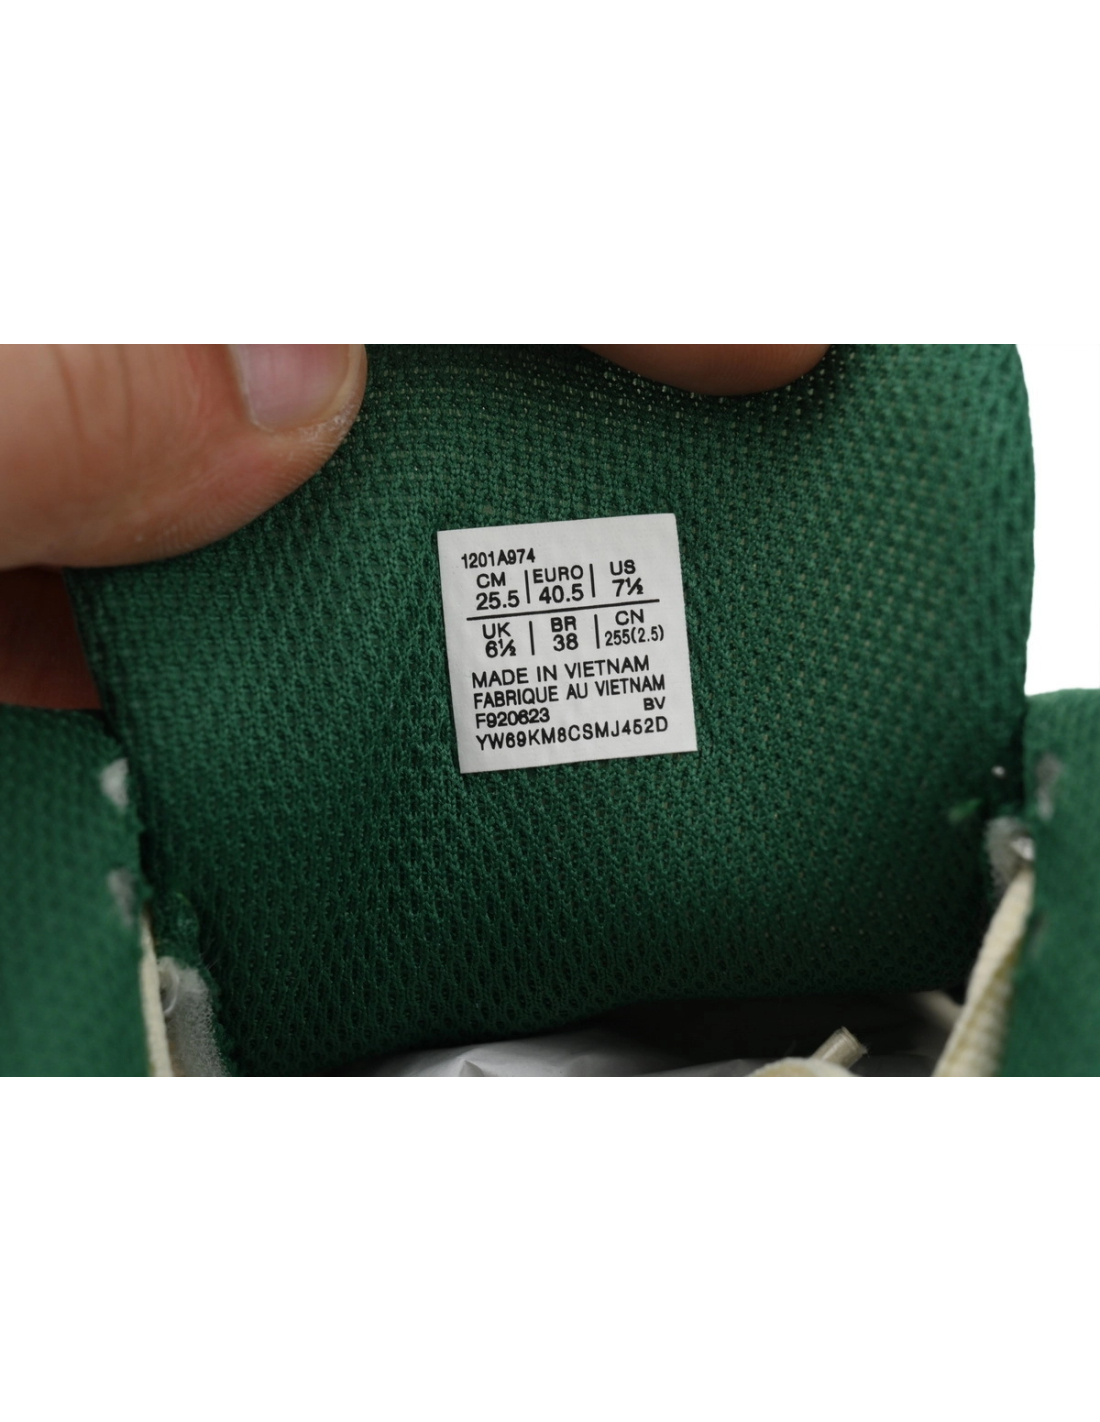 1201A974
CM EURO US
25.5 40.5 7½
UK BR CN
6½ 38 255(2.5)
MADE IN VIETNAM
FABRIQUE AU VIETNAM
F920623 BV
YW69KM8CSMJ452D